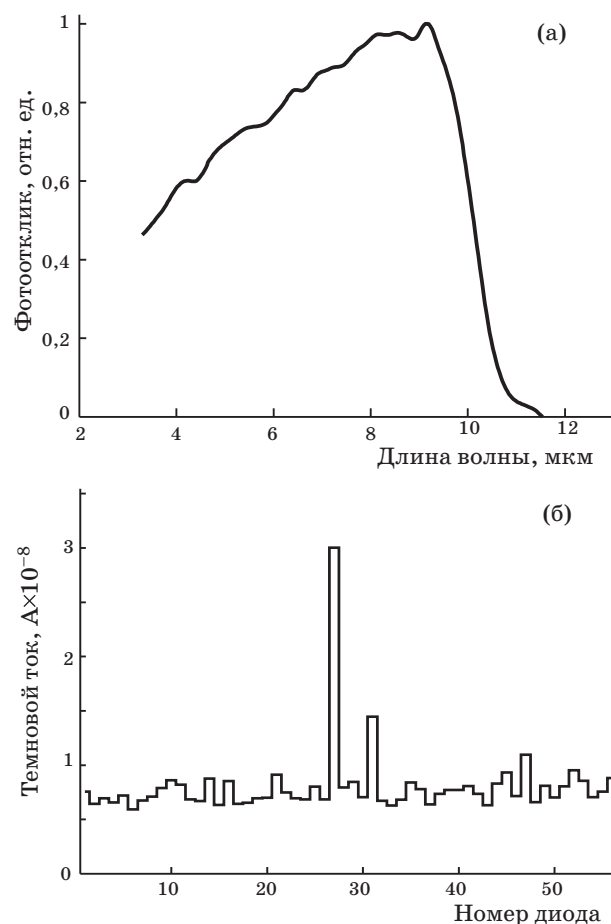 (а)
Фотоотклик, отн. ед.
1
0,8
0,6
0,4
0,2
0
2 4 6 8 10 12
Длина волны, мкм
(б)
Темновой ток, А×10⁻⁸
3
2
1
0
10 20 30 40 50
Номер диода